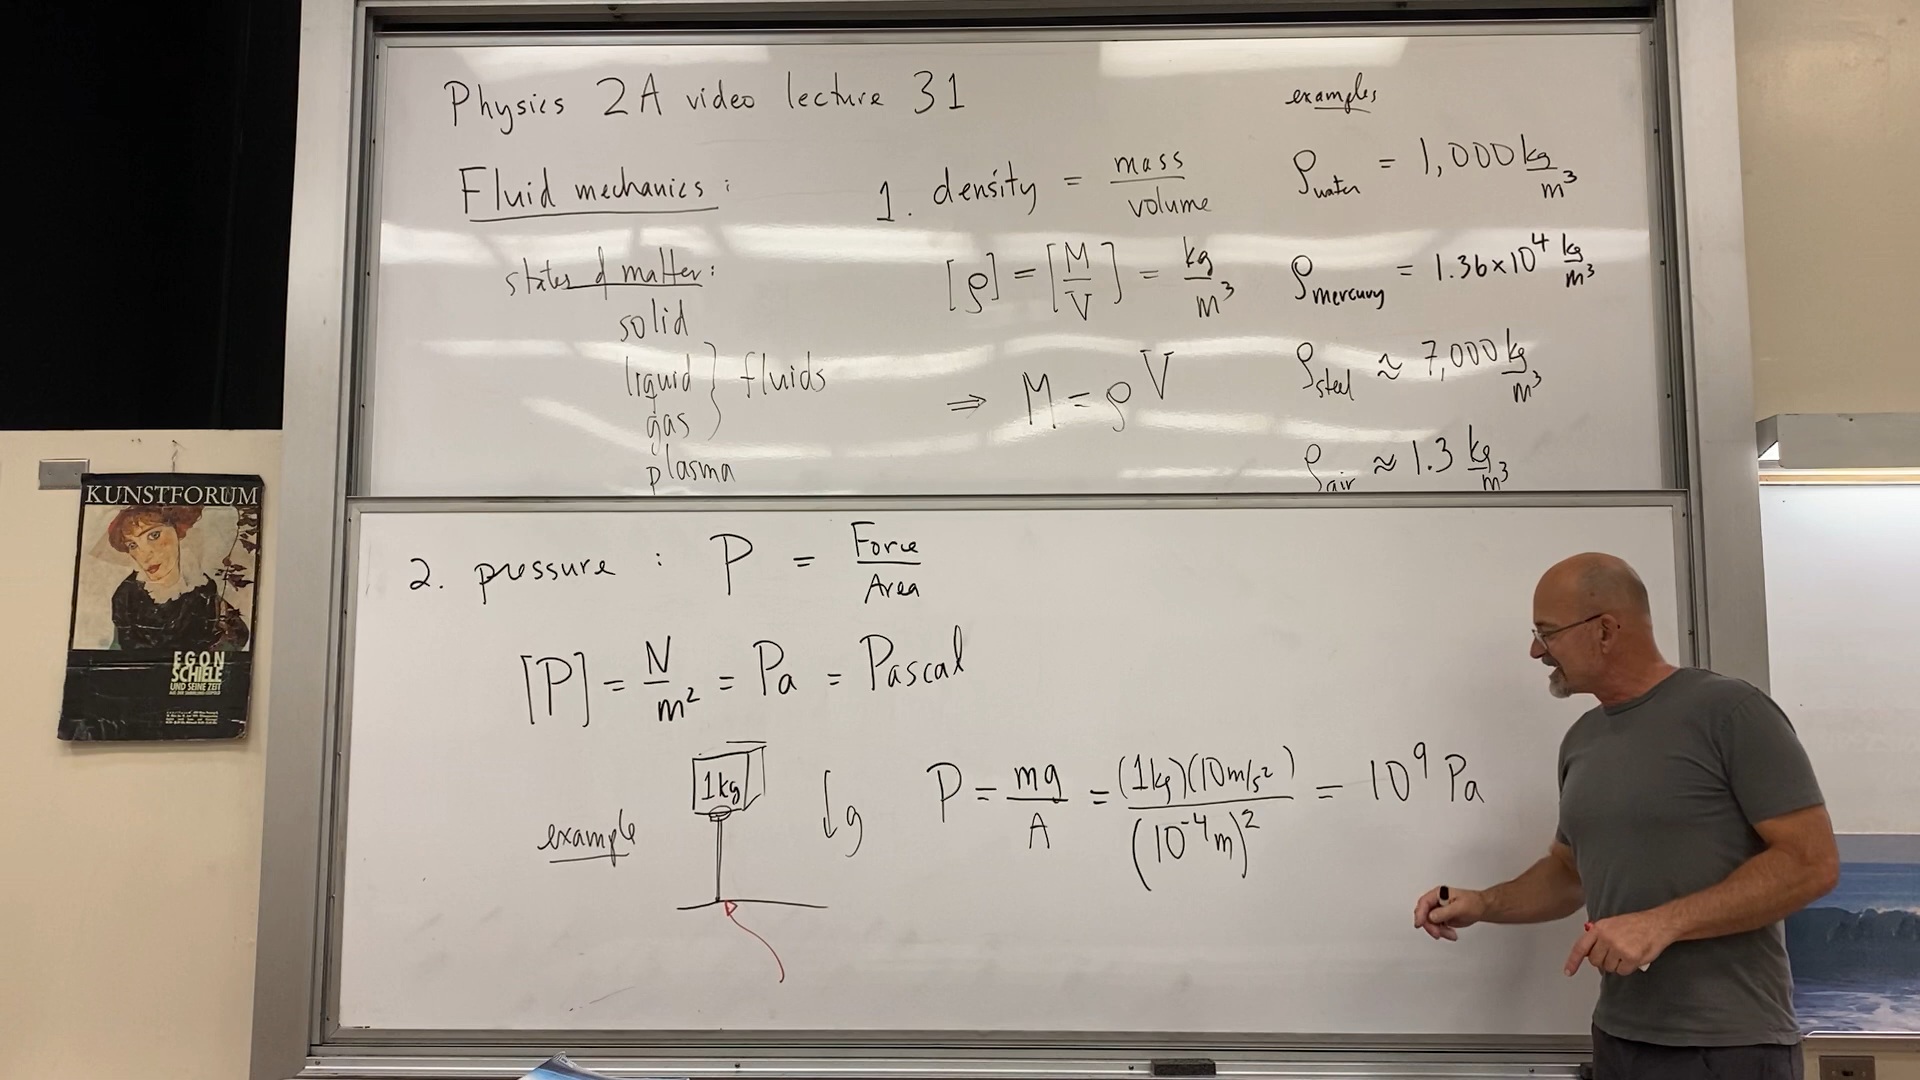 Physics 2A video lecture 31
Fluid mechanics:
states of matter:
solid
liquid
gas
} fluids
plasma
1. density = mass / volume
[ρ] = [M/V] = kg/m³
⇒ M = ρV
examples
ρwater = 1,000 kg/m³
ρmercury = 1.36×10⁴ kg/m³
ρsteel ≈ 7,000 kg/m³
ρair ≈ 1.3 kg/m³
2. pressure : P = Force / Area
[P] = N/m² = Pa = Pascal
example
1kg
↓g
P = mg/A = (1kg)(10m/s²) / (10⁻⁴m)² = 10⁹ Pa
KUNSTFORUM
EGON
SCHIELE
UND SEINE ZEIT